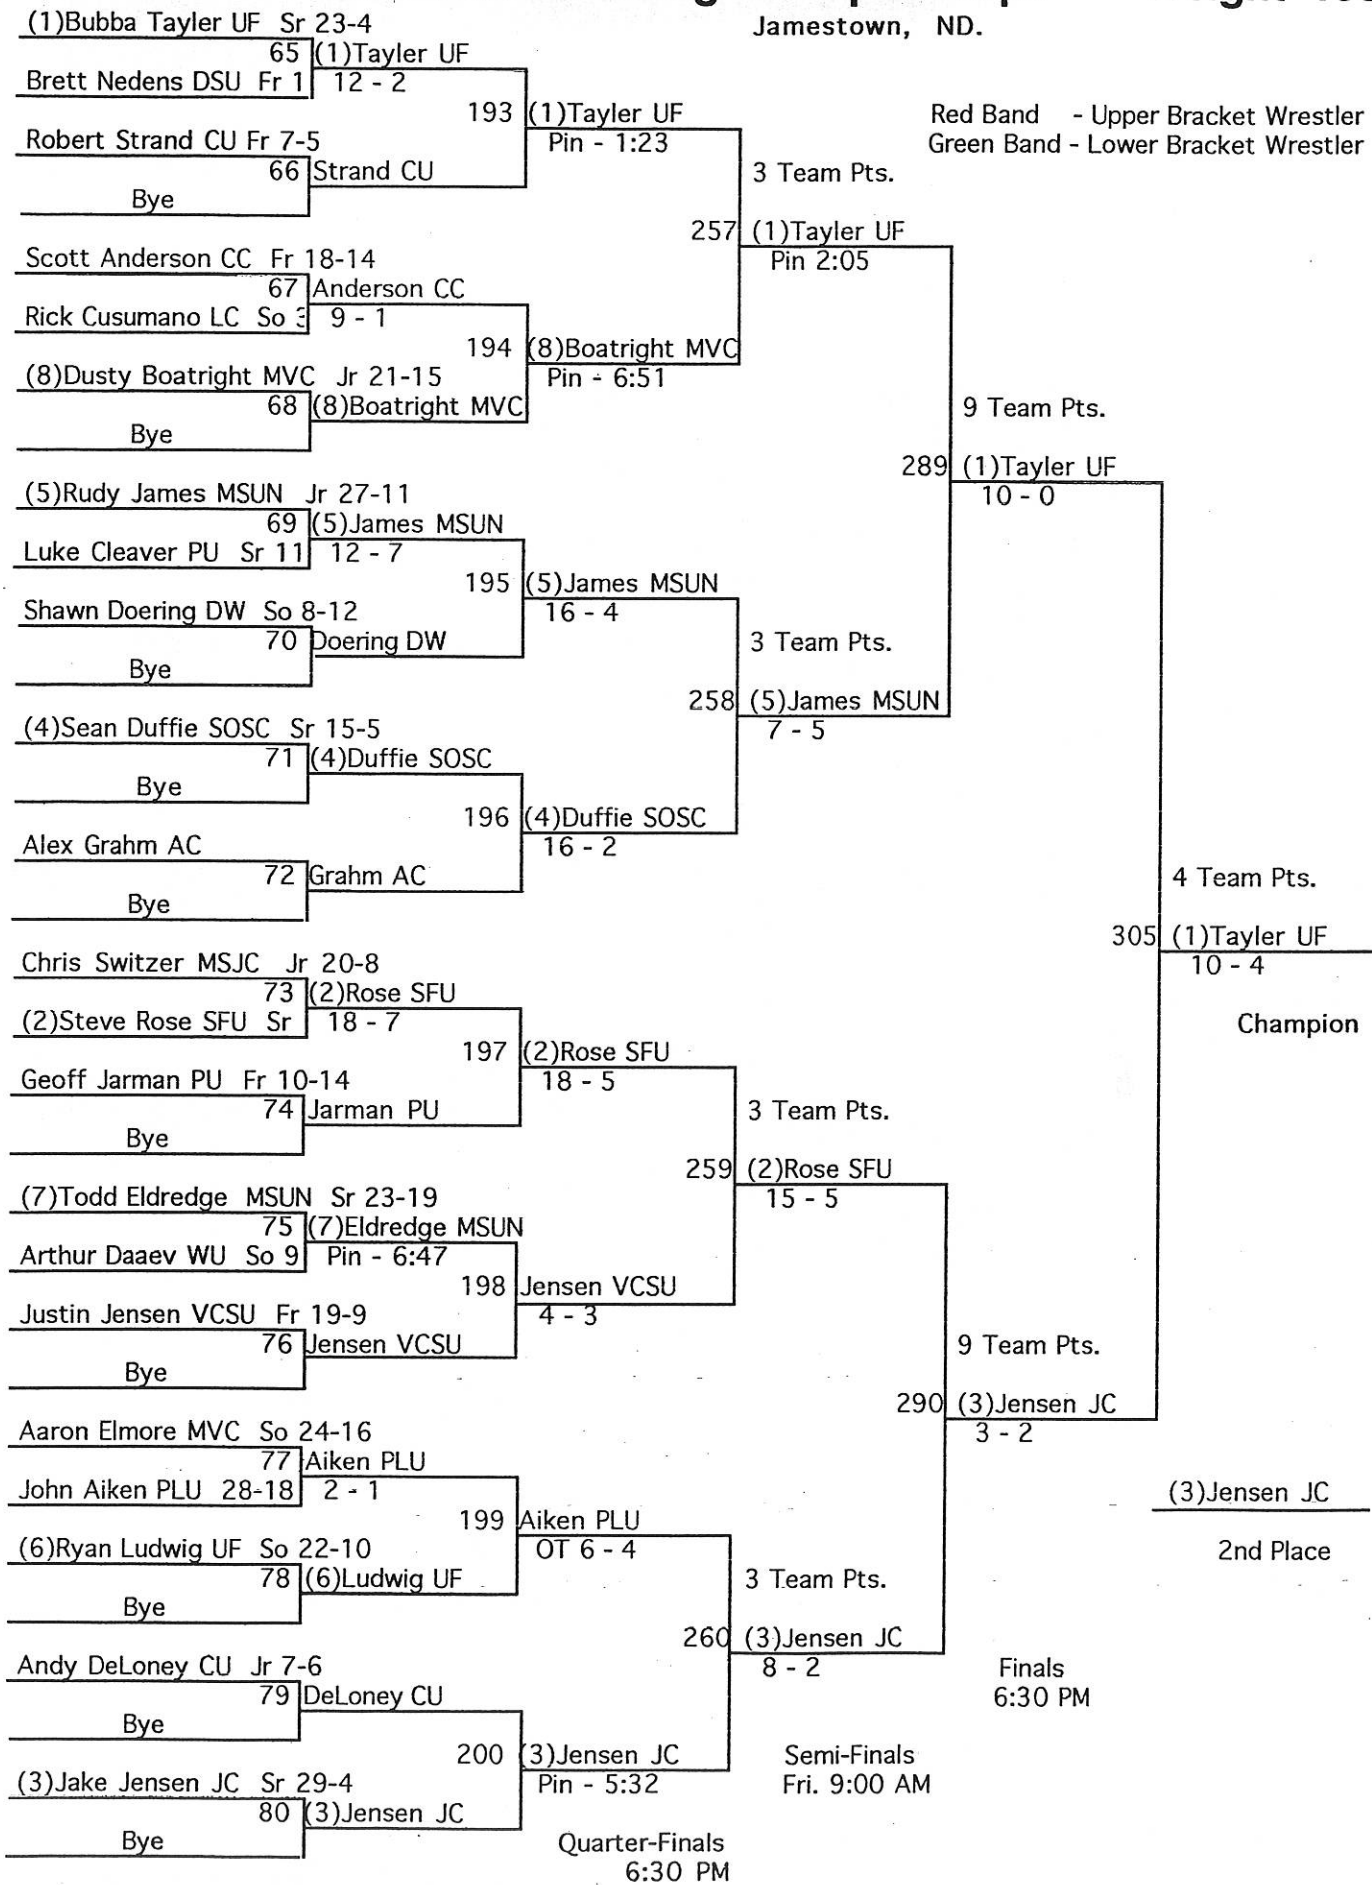 Jamestown, ND.
Red Band - Upper Bracket Wrestler
Green Band - Lower Bracket Wrestler
(1)Bubba Tayler UF Sr 23-4
65 (1)Tayler UF
Brett Nedens DSU Fr 1
12 - 2
193 (1)Tayler UF
Pin - 1:23
Robert Strand CU Fr 7-5
66 Strand CU
Bye
3 Team Pts.
257 (1)Tayler UF
Pin 2:05
Scott Anderson CC Fr 18-14
67 Anderson CC
Rick Cusumano LC So 3
9 - 1
194 (8)Boatright MVC
Pin - 6:51
(8)Dusty Boatright MVC Jr 21-15
68 (8)Boatright MVC
Bye
9 Team Pts.
289 (1)Tayler UF
10 - 0
(5)Rudy James MSUN Jr 27-11
69 (5)James MSUN
Luke Cleaver PU Sr 11
12 - 7
195 (5)James MSUN
16 - 4
Shawn Doering DW So 8-12
70 Doering DW
Bye
3 Team Pts.
258 (5)James MSUN
7 - 5
(4)Sean Duffie SOSC Sr 15-5
71 (4)Duffie SOSC
Bye
196 (4)Duffie SOSC
16 - 2
Alex Grahm AC
72 Grahm AC
Bye
4 Team Pts.
305 (1)Tayler UF
10 - 4
Champion
Chris Switzer MSJC Jr 20-8
73 (2)Rose SFU
(2)Steve Rose SFU Sr
18 - 7
197 (2)Rose SFU
18 - 5
Geoff Jarman PU Fr 10-14
74 Jarman PU
Bye
3 Team Pts.
259 (2)Rose SFU
15 - 5
(7)Todd Eldredge MSUN Sr 23-19
75 (7)Eldredge MSUN
Arthur Daaev WU So 9
Pin - 6:47
198 Jensen VCSU
4 - 3
Justin Jensen VCSU Fr 19-9
76 Jensen VCSU
Bye
9 Team Pts.
290 (3)Jensen JC
3 - 2
Aaron Elmore MVC So 24-16
77 Aiken PLU
John Aiken PLU 28-18
2 - 1
199 Aiken PLU
OT 6 - 4
(3)Jensen JC
2nd Place
(6)Ryan Ludwig UF So 22-10
78 (6)Ludwig UF
Bye
3 Team Pts.
260 (3)Jensen JC
8 - 2
Andy DeLoney CU Jr 7-6
79 DeLoney CU
Bye
200 (3)Jensen JC
Pin - 5:32
(3)Jake Jensen JC Sr 29-4
80 (3)Jensen JC
Bye
Finals
6:30 PM
Semi-Finals
Fri. 9:00 AM
Quarter-Finals
6:30 PM